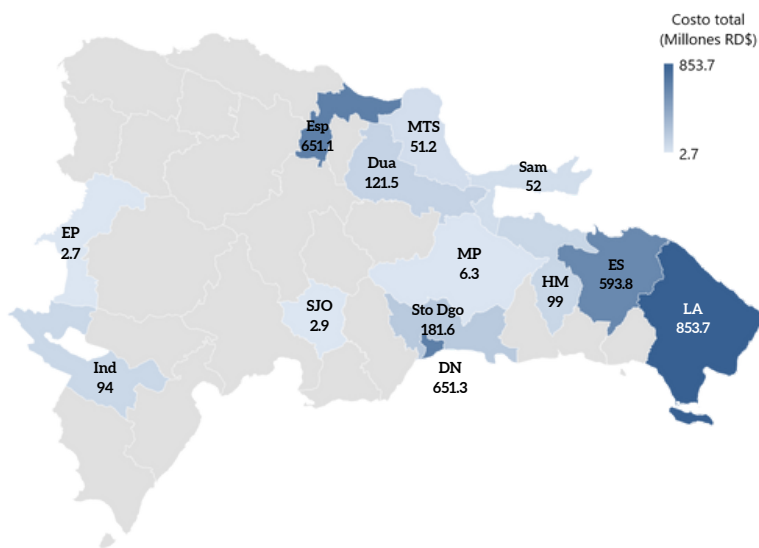 Costo total
(Millones RD$)
853.7
2.7
Esp
651.1
MTS
51.2
Dua
121.5
Sam
52
EP
2.7
MP
6.3
ES
593.8
HM
99
LA
853.7
SJO
2.9
Sto Dgo
181.6
DN
651.3
Ind
94